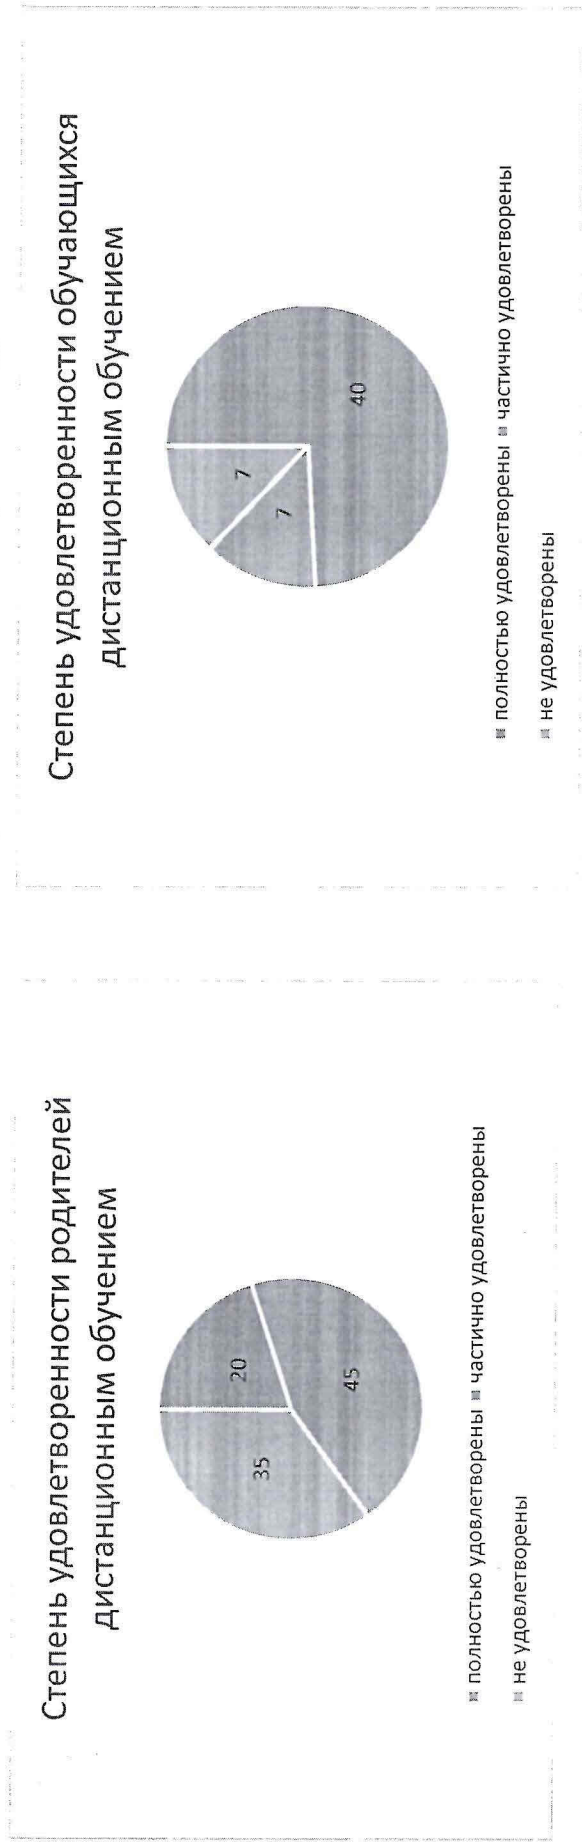 Степень удовлетворенности родителей
дистанционным обучением
35
20
45
полностью удовлетворены частично удовлетворены
не удовлетворены
Степень удовлетворенности обучающихся
дистанционным обучением
7
7
40
полностью удовлетворены частично удовлетворены
не удовлетворены